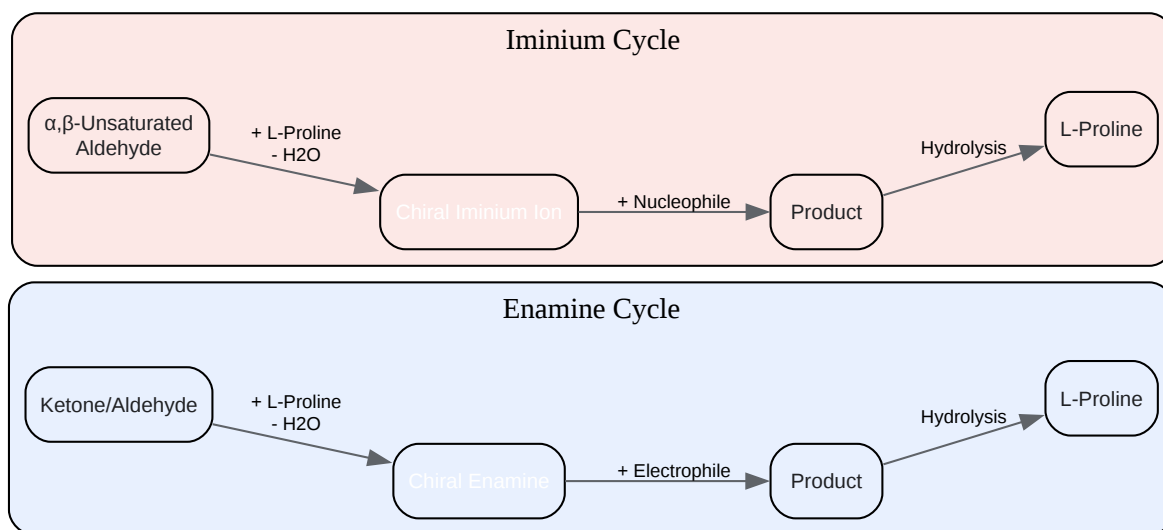 Iminium Cycle
α,β-Unsaturated
Aldehyde
+ L-Proline
- H2O
Chiral Iminium Ion
+ Nucleophile
Product
Hydrolysis
L-Proline
Enamine Cycle
Ketone/Aldehyde
+ L-Proline
- H2O
Chiral Enamine
+ Electrophile
Product
Hydrolysis
L-Proline